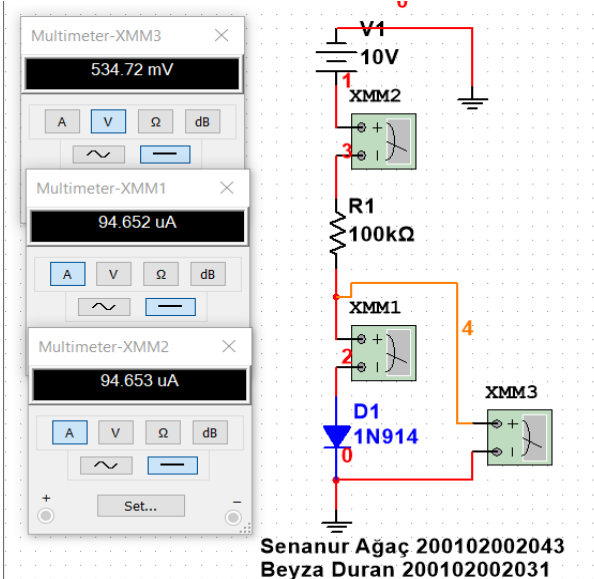 0
V1
10V
1
XMM2
3
R1
100kΩ
XMM1
4
2
D1
1N914
0
XMM3
Multimeter-XMM3
534.72 mV
A V Ω dB
Multimeter-XMM1
94.652 uA
A V Ω dB
Multimeter-XMM2
94.653 uA
A V Ω dB
+ Set... −
Senanur Ağaç 200102002043
Beyza Duran 200102002031